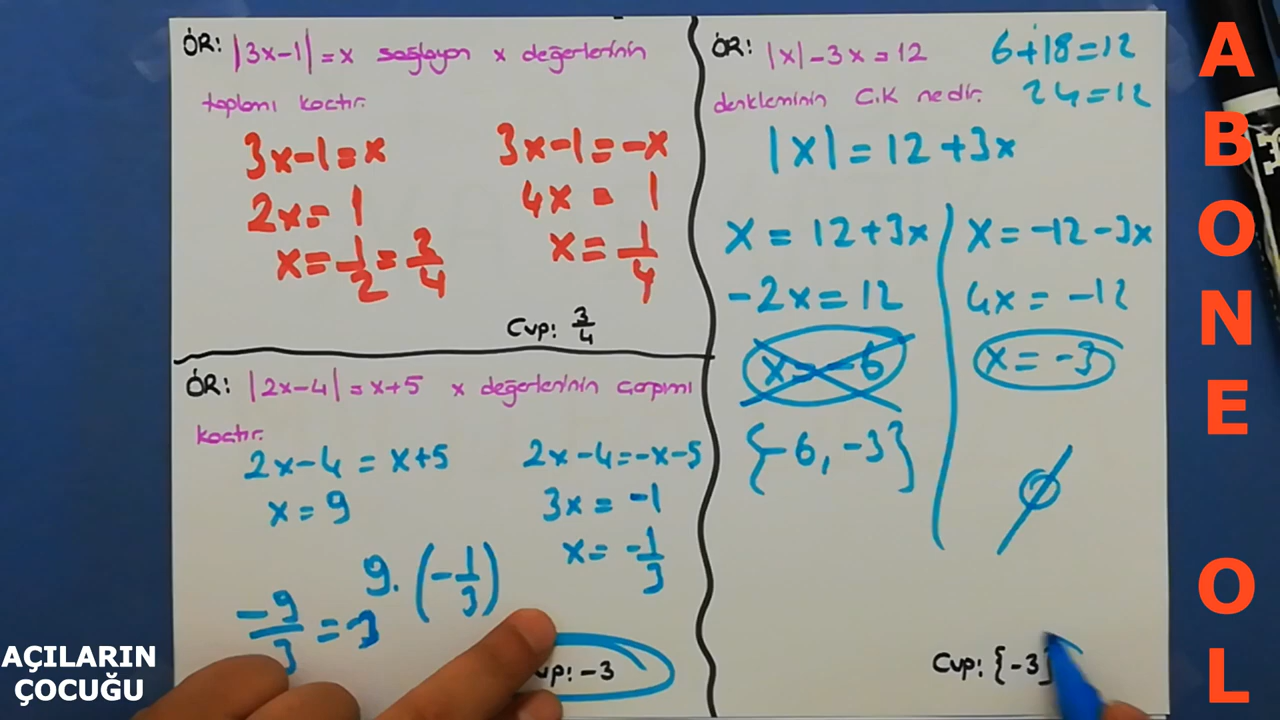 ÖR: |3x-1| = x sağlayan x değerlerinin
toplamı kaçtır.
3x-1=x
2x=1
x=1/2=2/4
3x-1=-x
4x=1
x=1/4
Cvp: 3/4
ÖR: |2x-4|=x+5 x değerlerinin çarpımı
kaçtır.
2x-4=x+5
x=9
2x-4=-x-5
3x=-1
x=-1/3
9.(-1/3)
-9/3=-3
Cvp: -3
ÖR: |x|-3x=12
denkleminin Ç.K nedir.
6+18=12
24=12
|x|=12+3x
x=12+3x
-2x=12
x=-6
{-6,-3}
x=-12-3x
4x=-12
x=-3
∅
Cvp: {-3}
ABONE
OL
AÇILARIN
ÇOCUĞU